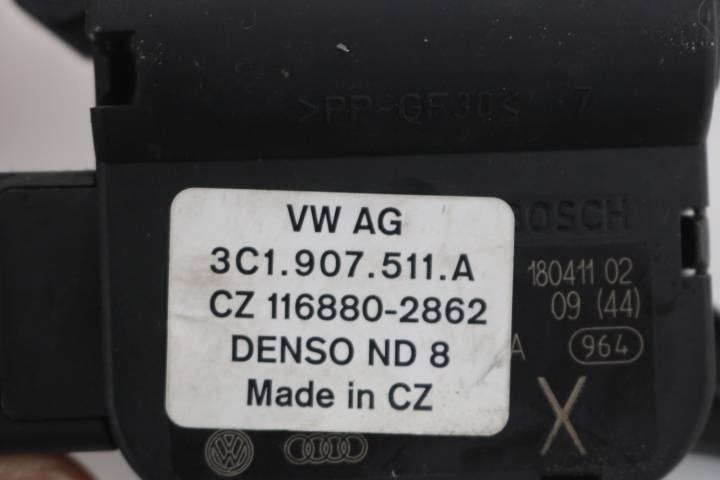 >PP-GF30< 7
VW AG
3C1.907.511.A
CZ 116880-2862
DENSO ND 8
Made in CZ
BOSCH
180411 02
09 (44)
A 964
X